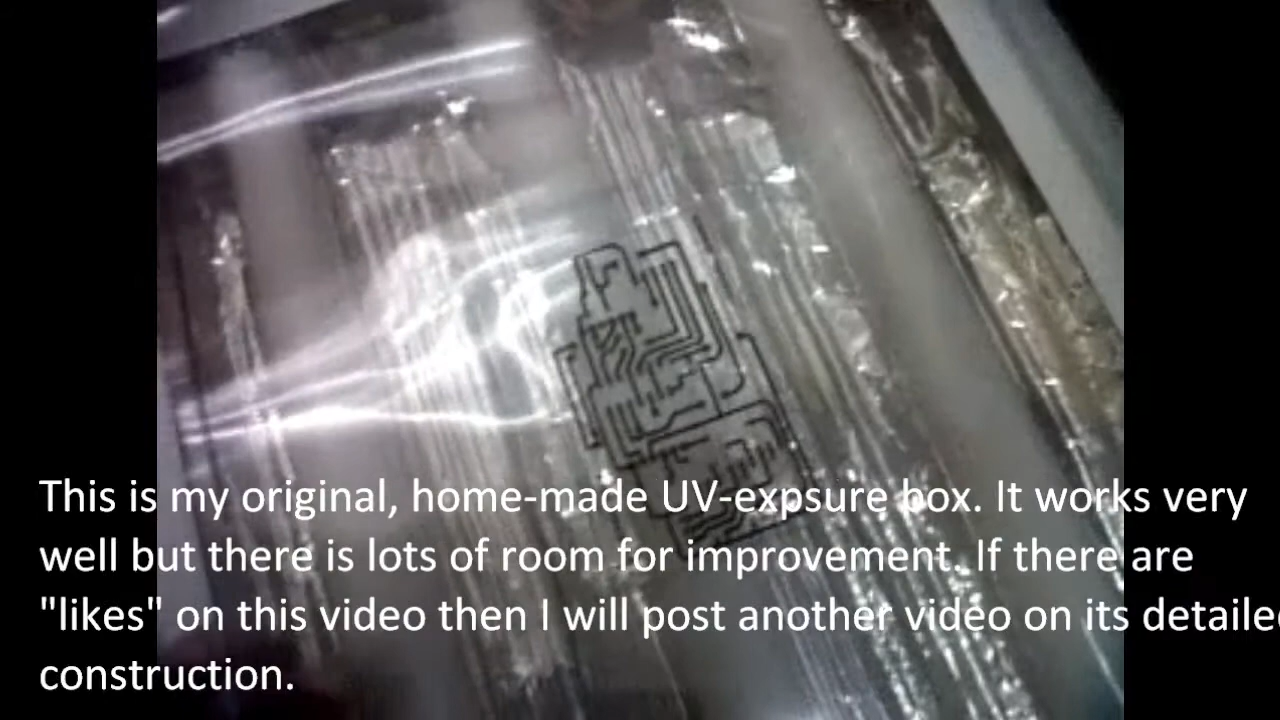 This is my original, home-made UV-expsure box. It works very
well but there is lots of room for improvement. If there are
"likes" on this video then I will post another video on its detaile
construction.